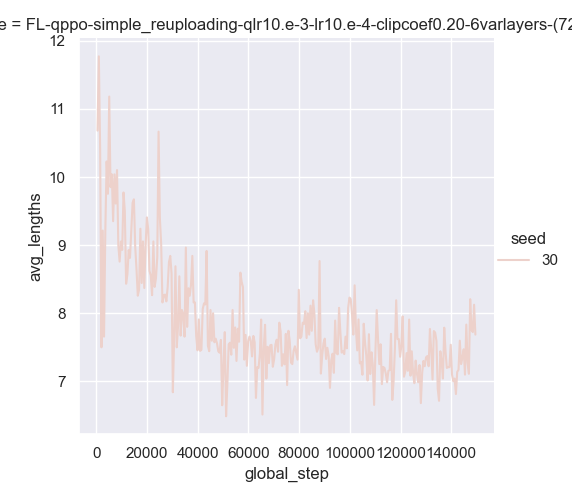 e = FL-qppo-simple_reuploading-qlr10.e-3-lr10.e-4-clipcoef0.20-6varlayers-(72
12
11
10
9
8
7
avg_lengths
0 20000 40000 60000 80000 100000 120000 140000
global_step
seed
30